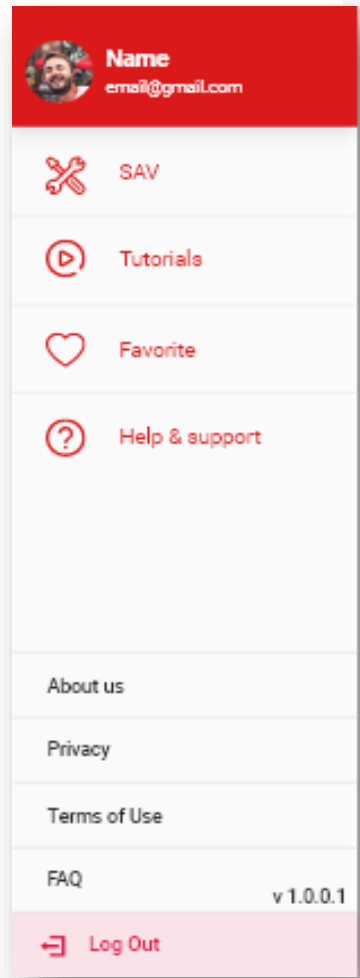 Name
email@gmail.com
SAV
Tutorials
Favorite
Help & support
About us
Privacy
Terms of Use
FAQ
v 1.0.0.1
Log Out